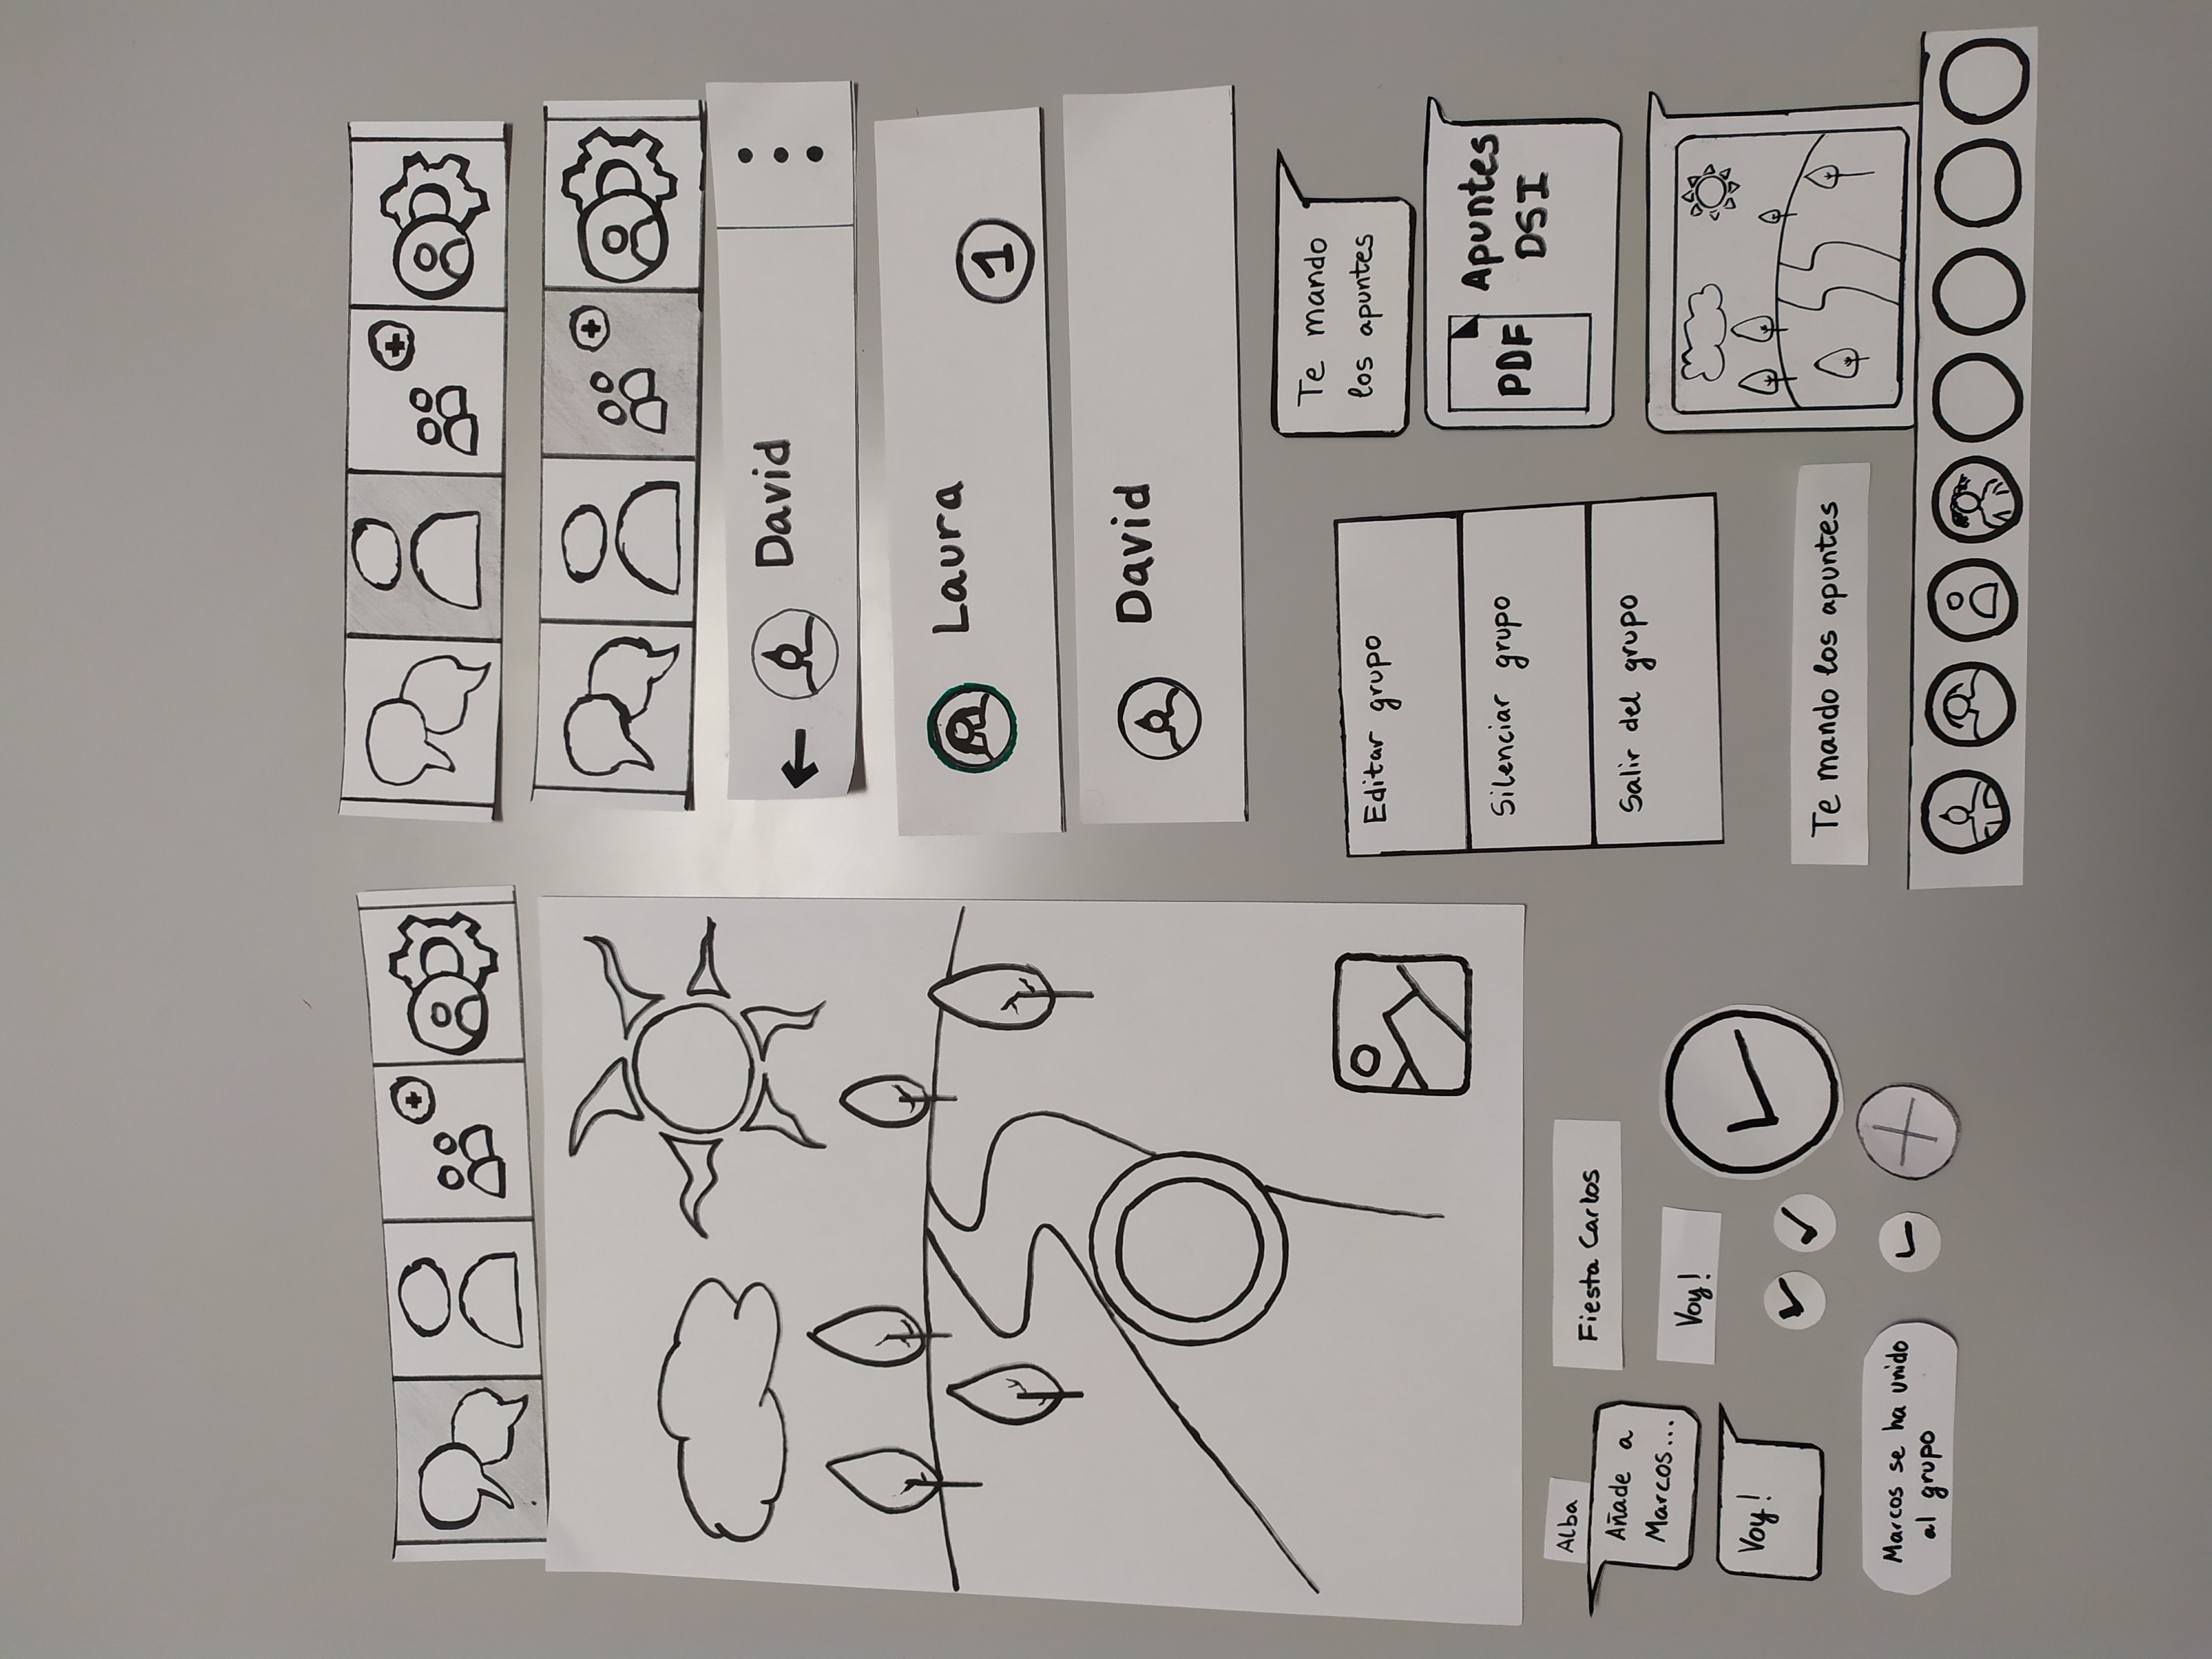 David
Laura
1
David
Te mando
los apuntes
PDF
Apuntes
DSI
Editar grupo
Silenciar grupo
Salir del grupo
Te mando los apuntes
Alba
Añade a
Marcos...
Voy!
Fiesta Carlos
Voy!
Marcos se ha unido
al grupo